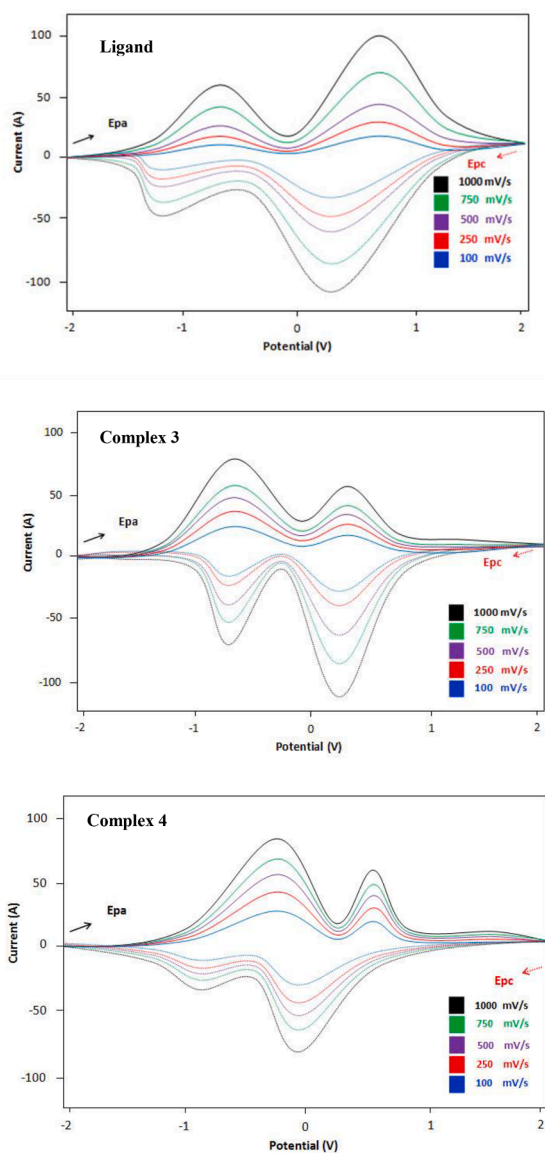 Ligand
100
50
0
-50
-100
Current (A)
Epa
Epc
1000 mV/s
750 mV/s
500 mV/s
250 mV/s
100 mV/s
-2 -1 0 1 2
Potential (V)
Complex 3
100
50
0
-50
-100
Current (A)
Epa
Epc
1000 mV/s
750 mV/s
500 mV/s
250 mV/s
100 mV/s
-2 -1 0 1 2
Potential (V)
Complex 4
100
50
0
-50
-100
Current (A)
Epa
Epc
1000 mV/s
750 mV/s
500 mV/s
250 mV/s
100 mV/s
-2 -1 0 1 2
Potential (V)